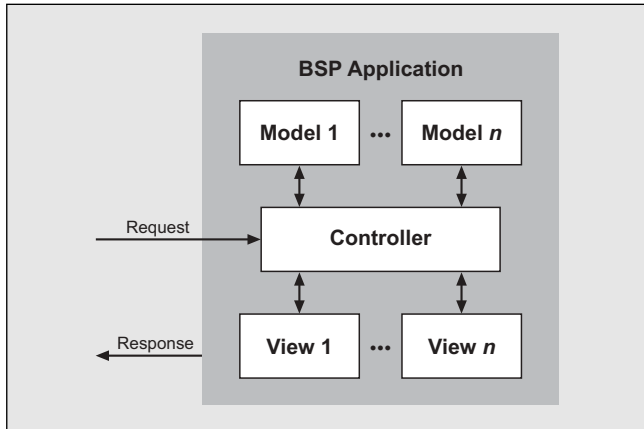 BSP Application
Model 1 ••• Model n
Request
Controller
Response
View 1 ••• View n